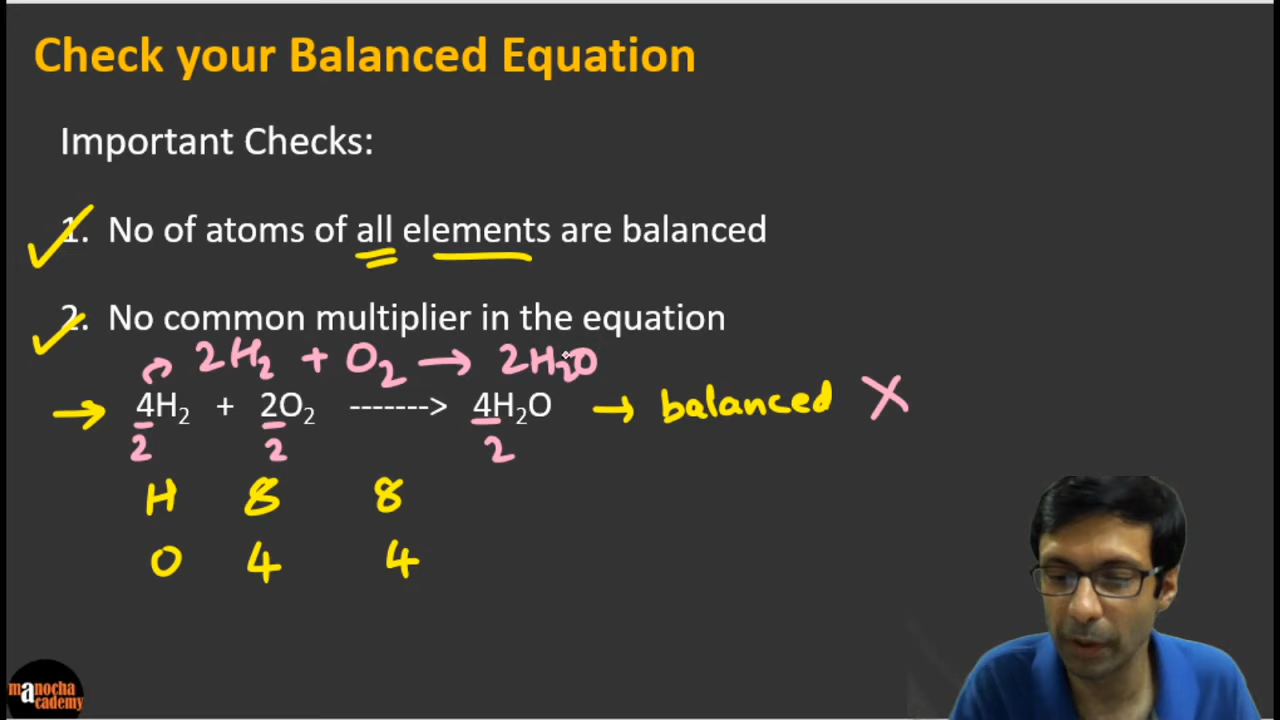 Check your Balanced Equation
Important Checks:
1. No of atoms of all elements are balanced
2. No common multiplier in the equation
2H₂ + O₂ → 2H₂O
→ 4H₂ + 2O₂ -------> 4H₂O → balanced X
2 2 2
H 8 8
O 4 4
manocha
academy